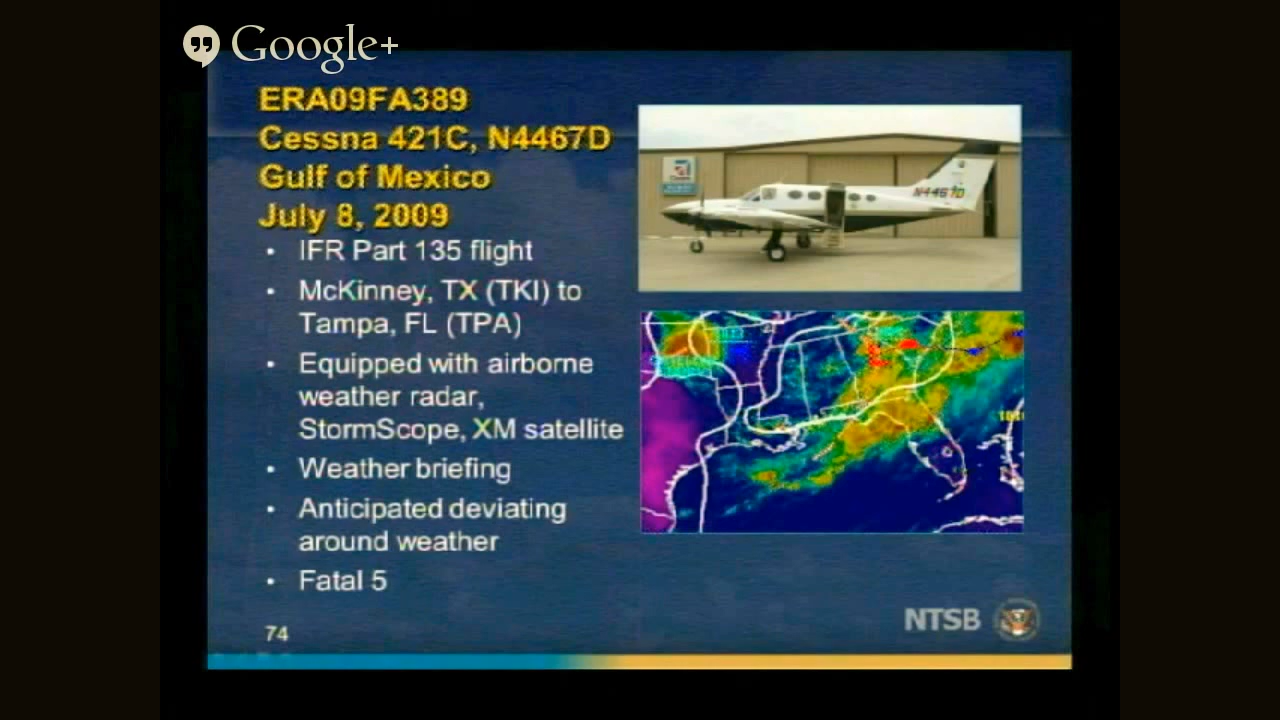 Google+
ERA09FA389
Cessna 421C, N4467D
Gulf of Mexico
July 8, 2009
• IFR Part 135 flight
• McKinney, TX (TKI) to
Tampa, FL (TPA)
• Equipped with airborne
weather radar,
StormScope, XM satellite
• Weather briefing
• Anticipated deviating
around weather
• Fatal 5
N4467D
NTSB
74